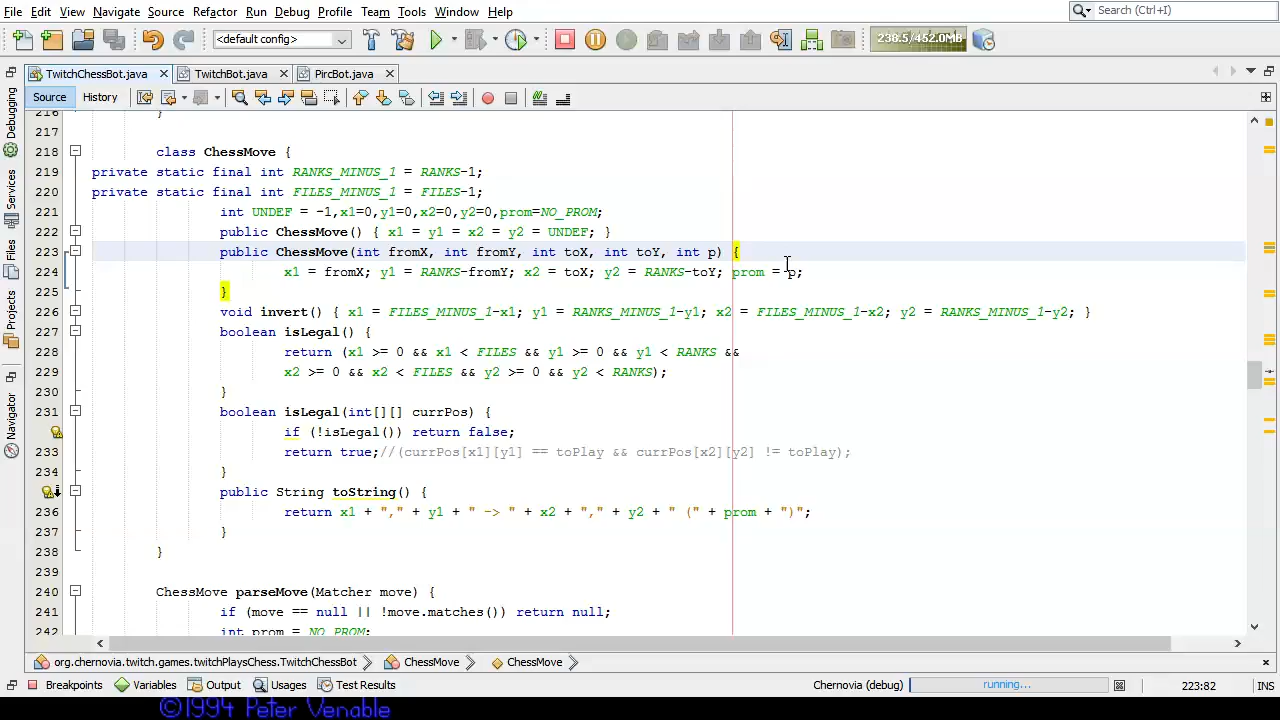 File Edit View Navigate Source Refactor Run Debug Profile Team Tools Window Help Search (Ctrl+I)
<default config> 238.5/452.0MB
TwitchChessBot.java TwitchBot.java PircBot.java
Source History
216 }
217
218 class ChessMove {
219 private static final int RANKS_MINUS_1 = RANKS-1;
220 private static final int FILES_MINUS_1 = FILES-1;
221 int UNDEF = -1,x1=0,y1=0,x2=0,y2=0,prom=NO_PROM;
222 public ChessMove() { x1 = y1 = x2 = y2 = UNDEF; }
223 public ChessMove(int fromX, int fromY, int toX, int toY, int p) {
224 x1 = fromX; y1 = RANKS-fromY; x2 = toX; y2 = RANKS-toY; prom = p;
225 }
226 void invert() { x1 = FILES_MINUS_1-x1; y1 = RANKS_MINUS_1-y1; x2 = FILES_MINUS_1-x2; y2 = RANKS_MINUS_1-y2; }
227 boolean isLegal() {
228 return (x1 >= 0 && x1 < FILES && y1 >= 0 && y1 < RANKS &&
229 x2 >= 0 && x2 < FILES && y2 >= 0 && y2 < RANKS);
230 }
231 boolean isLegal(int[][] currPos) {
if (!isLegal()) return false;
233 return true;//(currPos[x1][y1] == toPlay && currPos[x2][y2] != toPlay);
234 }
public String toString() {
236 return x1 + "," + y1 + " -> " + x2 + "," + y2 + " (" + prom + ")";
237 }
238 }
239
240 ChessMove parseMove(Matcher move) {
241 if (move == null || !move.matches()) return null;
242 int prom = NO_PROM;
Debugging
Services
Files
Projects
Navigator
org.chernovia.twitch.games.twitchPlaysChess.TwitchChessBot ChessMove ChessMove
Breakpoints Variables Output Usages Test Results Chernovia (debug) running... 223:82 INS
©1994 Peter Venable